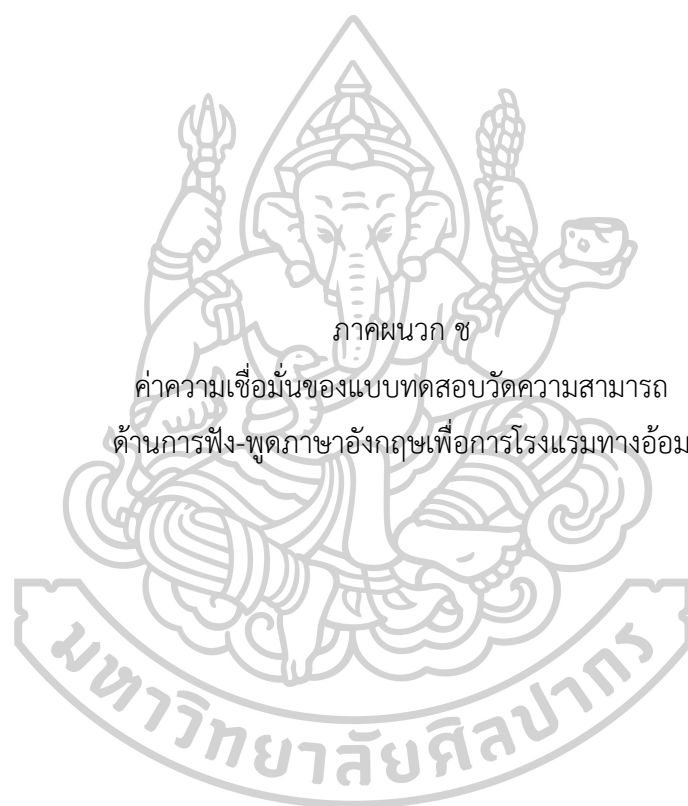 ภาคผนวก ช
ค่าความเชื่อมั่นของแบบทดสอบวัดความสามารถ
ด้านการฟัง-พูดภาษาอังกฤษเพื่อการโรงแรมทางอ้อม
มหาวิทยาลัยศิลปากร